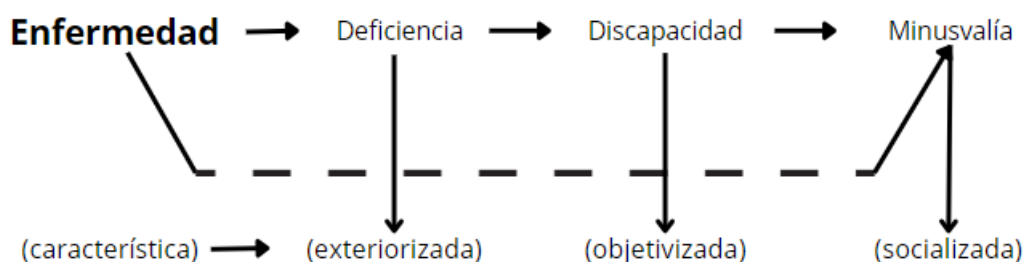 Enfermedad Deficiencia Discapacidad Minusvalía
(característica) (exteriorizada) (objetivizada) (socializada)